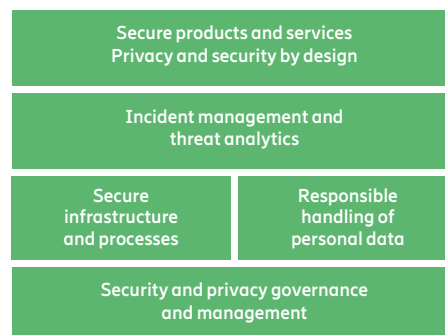 Secure products and services
Privacy and security by design
Incident management and
threat analytics
Secure
infrastructure
and processes
Responsible
handling of
personal data
Security and privacy governance
and management